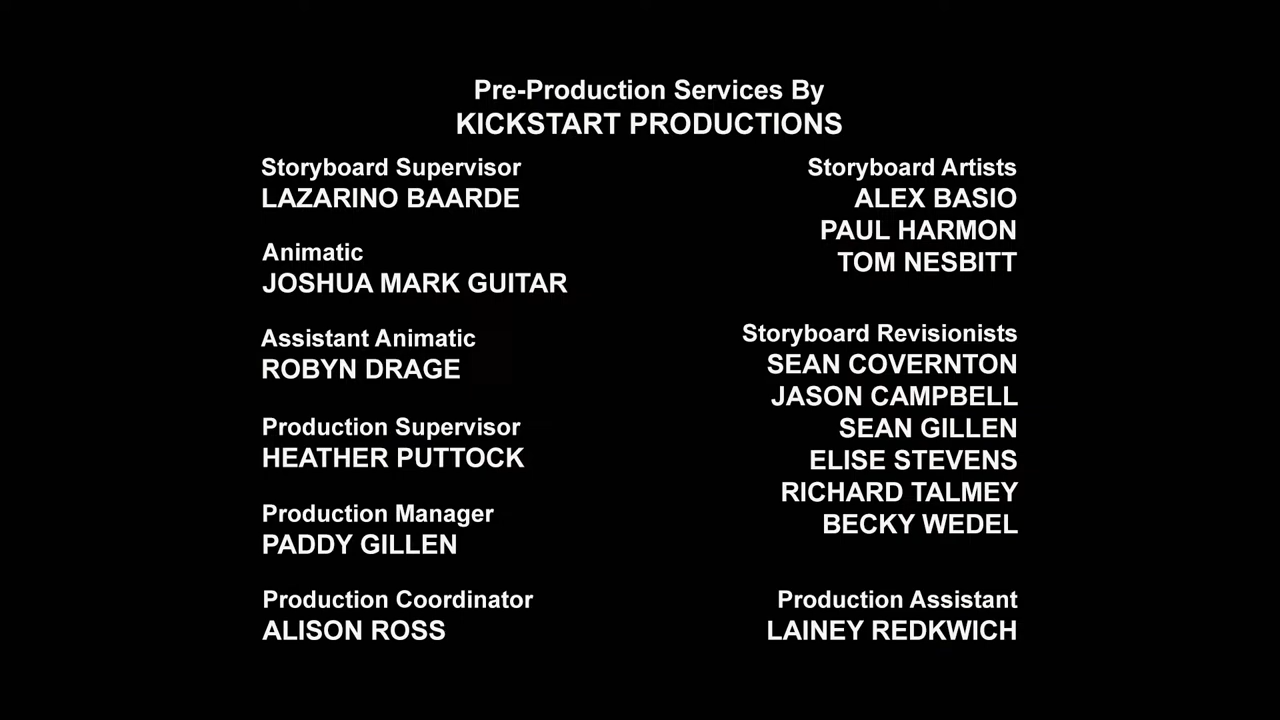 Pre-Production Services By
KICKSTART PRODUCTIONS
Storyboard Supervisor
LAZARINO BAARDE
Animatic
JOSHUA MARK GUITAR
Assistant Animatic
ROBYN DRAGE
Production Supervisor
HEATHER PUTTOCK
Production Manager
PADDY GILLEN
Production Coordinator
ALISON ROSS
Storyboard Artists
ALEX BASIO
PAUL HARMON
TOM NESBITT
Storyboard Revisionists
SEAN COVERNTON
JASON CAMPBELL
SEAN GILLEN
ELISE STEVENS
RICHARD TALMEY
BECKY WEDEL
Production Assistant
LAINEY REDKWICH